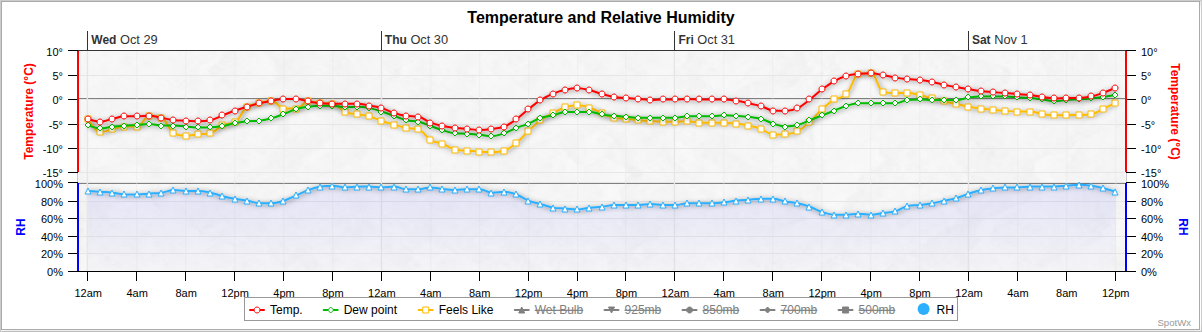 Temperature and Relative Humidity
Wed Oct 29 Thu Oct 30 Fri Oct 31 Sat Nov 1
10° 10°
5° 5°
0° 0°
-5° -5°
-10° -10°
-15° -15°
Temperature (°C) Temperature (°C)
100% 100%
80% 80%
60% 60%
40% 40%
20% 20%
0% 0%
RH RH
12am 4am 8am 12pm 4pm 8pm 12am 4am 8am 12pm 4pm 8pm 12am 4am 8am 12pm 4pm 8pm 12am 4am 8am 12pm
Temp. Dew point Feels Like Wet Bulb 925mb 850mb 700mb 500mb RH
SpotWx